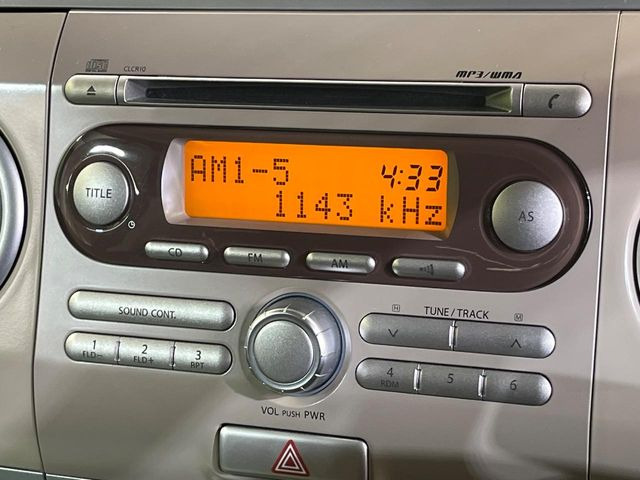 CLCR10
MP3/WMA
AM1-5 4:33
1143 kHz
TITLE
AS
CD
FM
AM
SOUND CONT.
H TUNE/TRACK M
1 2 3
FLD- FLD+ RPT
4 5 6
RDM
VOL PUSH PWR